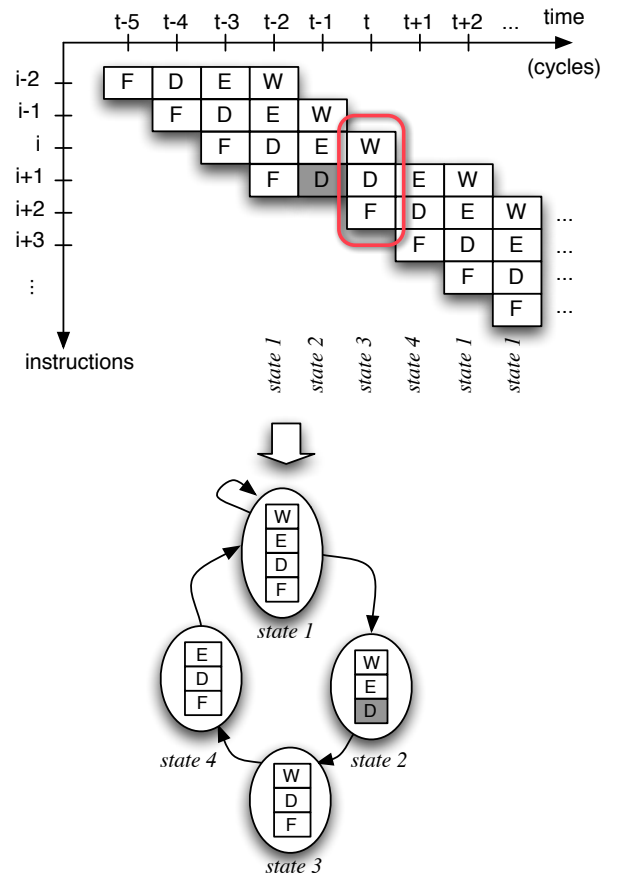 t-5 t-4 t-3 t-2 t-1 t t+1 t+2 ... time
(cycles)
i-2 F D E W
i-1 F D E W
i F D E W
i+1 F D D E W
i+2 F D E W ...
i+3 F D E ...
F D ...
... F ...
instructions
state 1 state 2 state 3 state 4 state 1 state 1
W
E
D
F
state 1
E
D
F
state 4
W
E
D
state 2
W
D
F
state 3